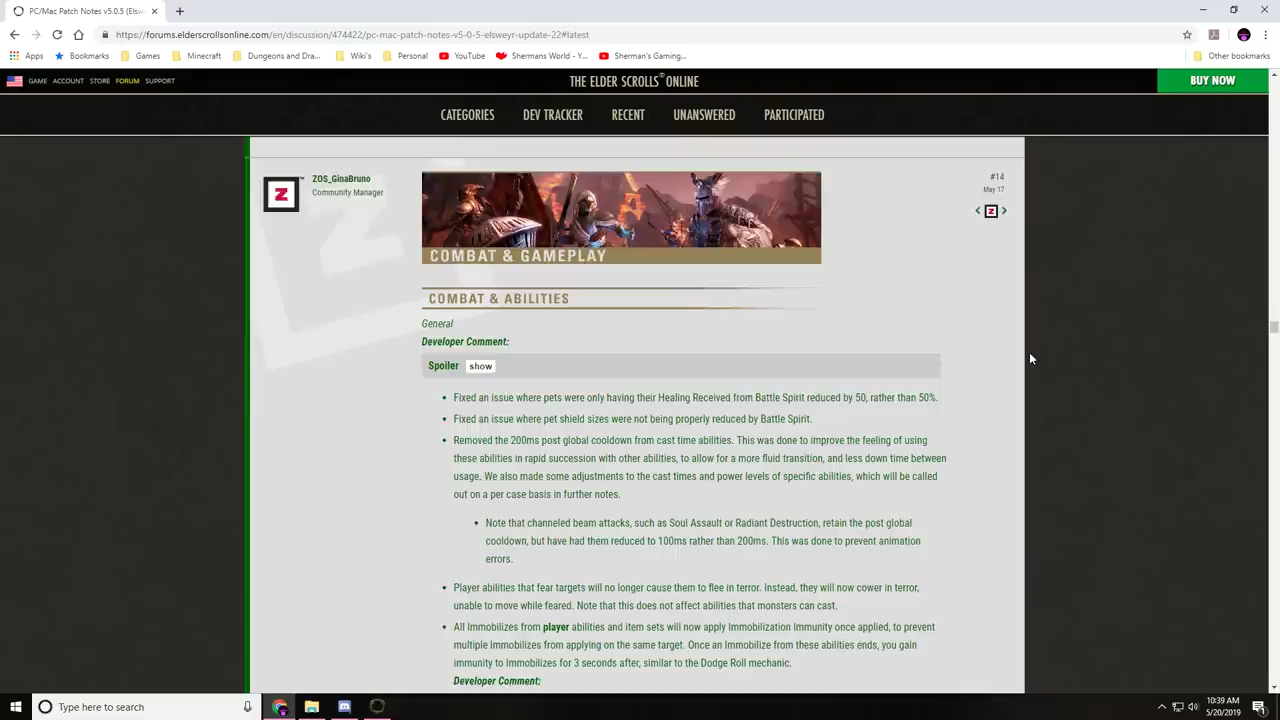 PC/Mac Patch Notes v5.0.5 (Elswe
https://forums.elderscrollsonline.com/en/discussion/474422/pc-mac-patch-notes-v5-0-5-elsweyr-update-22#latest
Apps Bookmarks Games Minecraft Dungeons and Dra... Wiki's Personal YouTube Shermans World - Y... Sherman's Gaming... Other bookmarks
GAME ACCOUNT STORE FORUM SUPPORT THE ELDER SCROLLS ONLINE BUY NOW
CATEGORIES DEV TRACKER RECENT UNANSWERED PARTICIPATED
ZOS_GinaBruno
Community Manager
#14
May 17
COMBAT & GAMEPLAY
COMBAT & ABILITIES
General
Developer Comment:
Spoiler show
Fixed an issue where pets were only having their Healing Received from Battle Spirit reduced by 50, rather than 50%.
Fixed an issue where pet shield sizes were not being properly reduced by Battle Spirit.
Removed the 200ms post global cooldown from cast time abilities. This was done to improve the feeling of using
these abilities in rapid succession with other abilities, to allow for a more fluid transition, and less down time between
usage. We also made some adjustments to the cast times and power levels of specific abilities, which will be called
out on a per case basis in further notes.
Note that channeled beam attacks, such as Soul Assault or Radiant Destruction, retain the post global
cooldown, but have had them reduced to 100ms rather than 200ms. This was done to prevent animation
errors.
Player abilities that fear targets will no longer cause them to flee in terror. Instead, they will now cower in terror,
unable to move while feared. Note that this does not affect abilities that monsters can cast.
All Immobilizes from player abilities and item sets will now apply Immobilization Immunity once applied, to prevent
multiple Immobilizes from applying on the same target. Once an Immobilize from these abilities ends, you gain
immunity to Immobilizes for 3 seconds after, similar to the Dodge Roll mechanic.
Developer Comment:
Type here to search
10:39 AM
5/20/2019